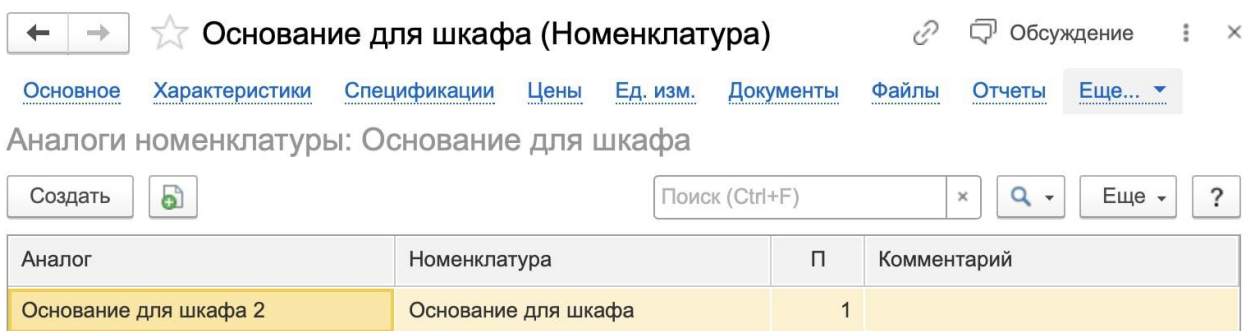 Основание для шкафа (Номенклатура) Обсуждение
Основное Характеристики Спецификации Цены Ед. изм. Документы Файлы Отчеты Еще...
Аналоги номенклатуры: Основание для шкафа
Создать Поиск (Ctrl+F) × Еще ?
Аналог Номенклатура П Комментарий
Основание для шкафа 2 Основание для шкафа 1